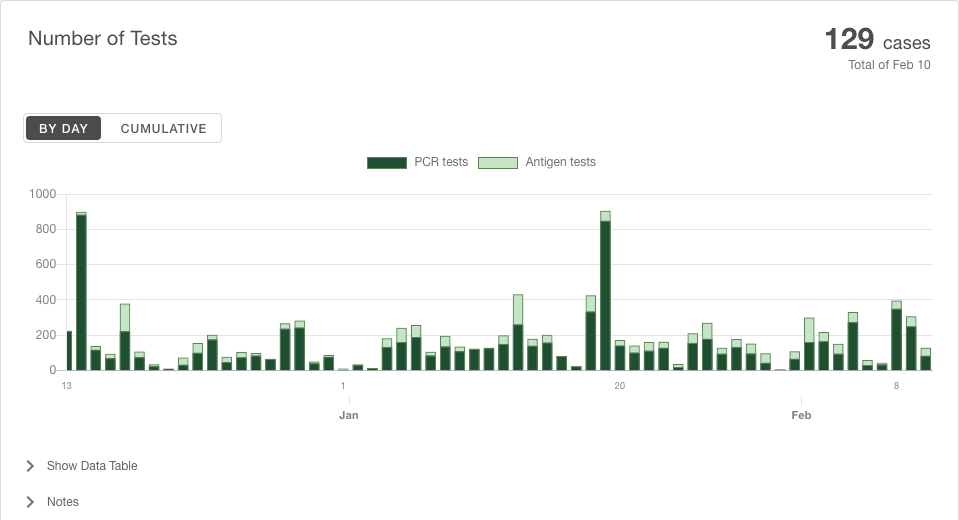 Number of Tests
129 cases
Total of Feb 10
BY DAY CUMULATIVE
PCR tests Antigen tests
1000
800
600
400
200
0
13 1 20 8
Jan Feb
Show Data Table
Notes